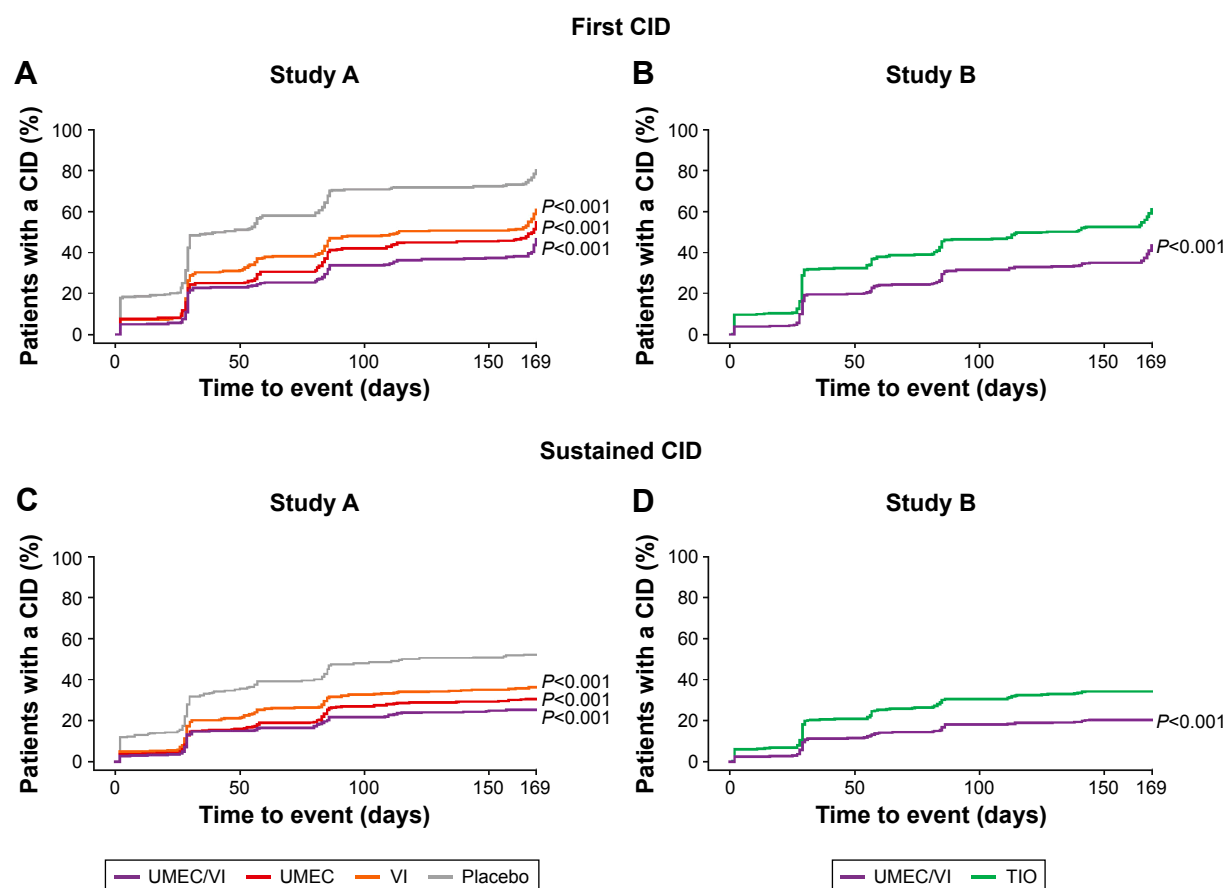 First CID
A
Study A
Patients with a CID (%)
100
80
60
40
20
0
P<0.001
P<0.001
P<0.001
0 50 100 150 169
Time to event (days)
B
Study B
Patients with a CID (%)
100
80
60
40
20
0
P<0.001
0 50 100 150 169
Time to event (days)
Sustained CID
C
Study A
Patients with a CID (%)
100
80
60
40
20
0
P<0.001
P<0.001
P<0.001
0 50 100 150 169
Time to event (days)
UMEC/VI UMEC VI Placebo
D
Study B
Patients with a CID (%)
100
80
60
40
20
0
P<0.001
0 50 100 150 169
Time to event (days)
UMEC/VI TIO